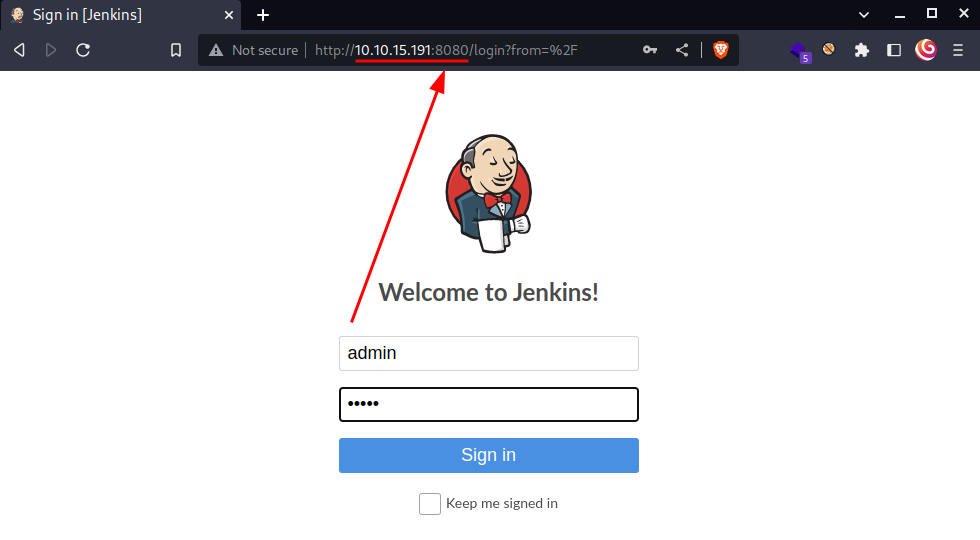 Sign in [Jenkins]
Not secure http://10.10.15.191:8080/login?from=%2F
5
Welcome to Jenkins!
admin
•••••
Sign in
Keep me signed in